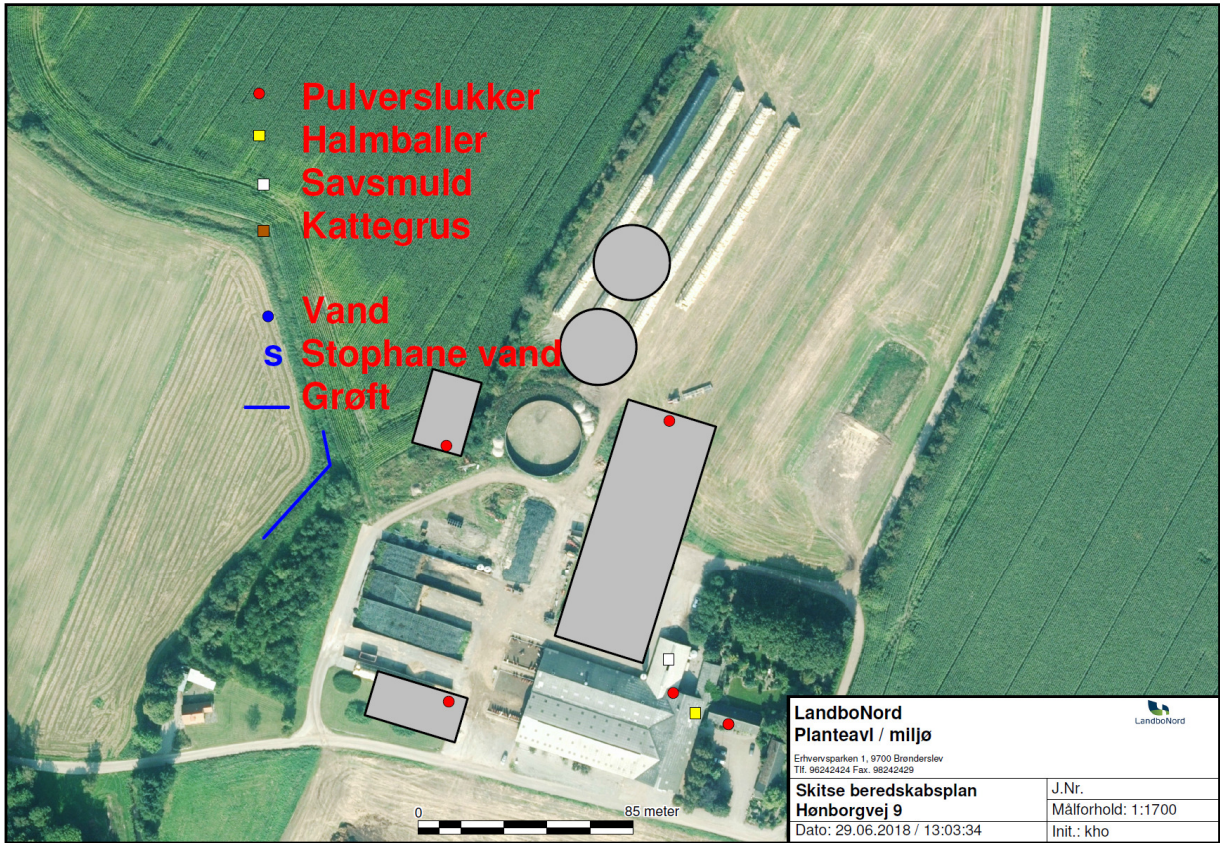 Pulverslukker
Halmballer
Savsmuld
Kattegrus
Vand
S Stophane vand
Grøft
0 85 meter
LandboNord
Planteavl / miljø
LandboNord
Erhvervsparken 1, 9700 Brønderslev
Tlf. 96242424 Fax. 98242429
Skitse beredskabsplan
Hønborgvej 9
Dato: 29.06.2018 / 13:03:34
J.Nr.
Målforhold: 1:1700
Init.: kho